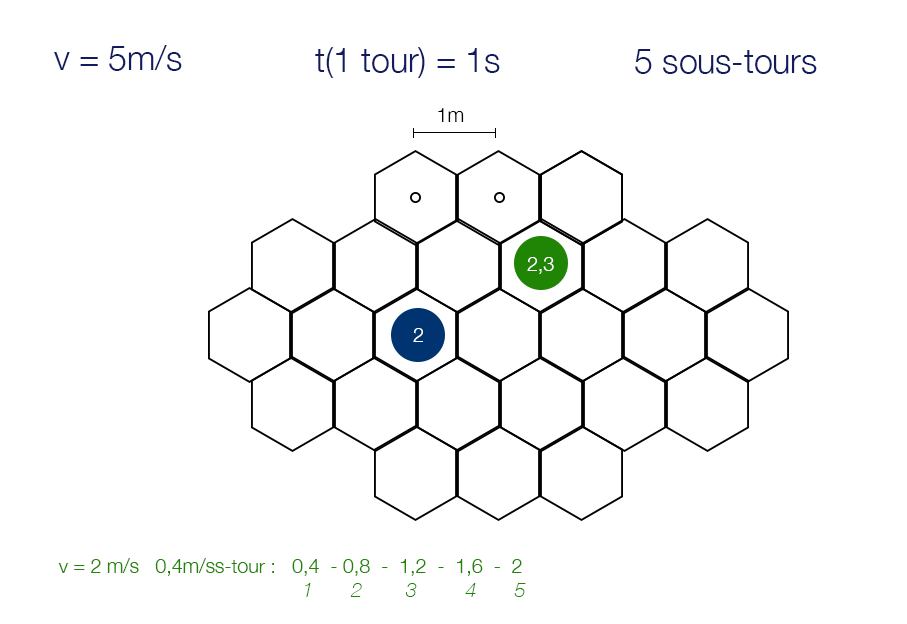 v = 5m/s t(1 tour) = 1s 5 sous-tours
1m
2,3
2
v = 2 m/s 0,4m/ss-tour : 0,4 - 0,8 - 1,2 - 1,6 - 2
1 2 3 4 5